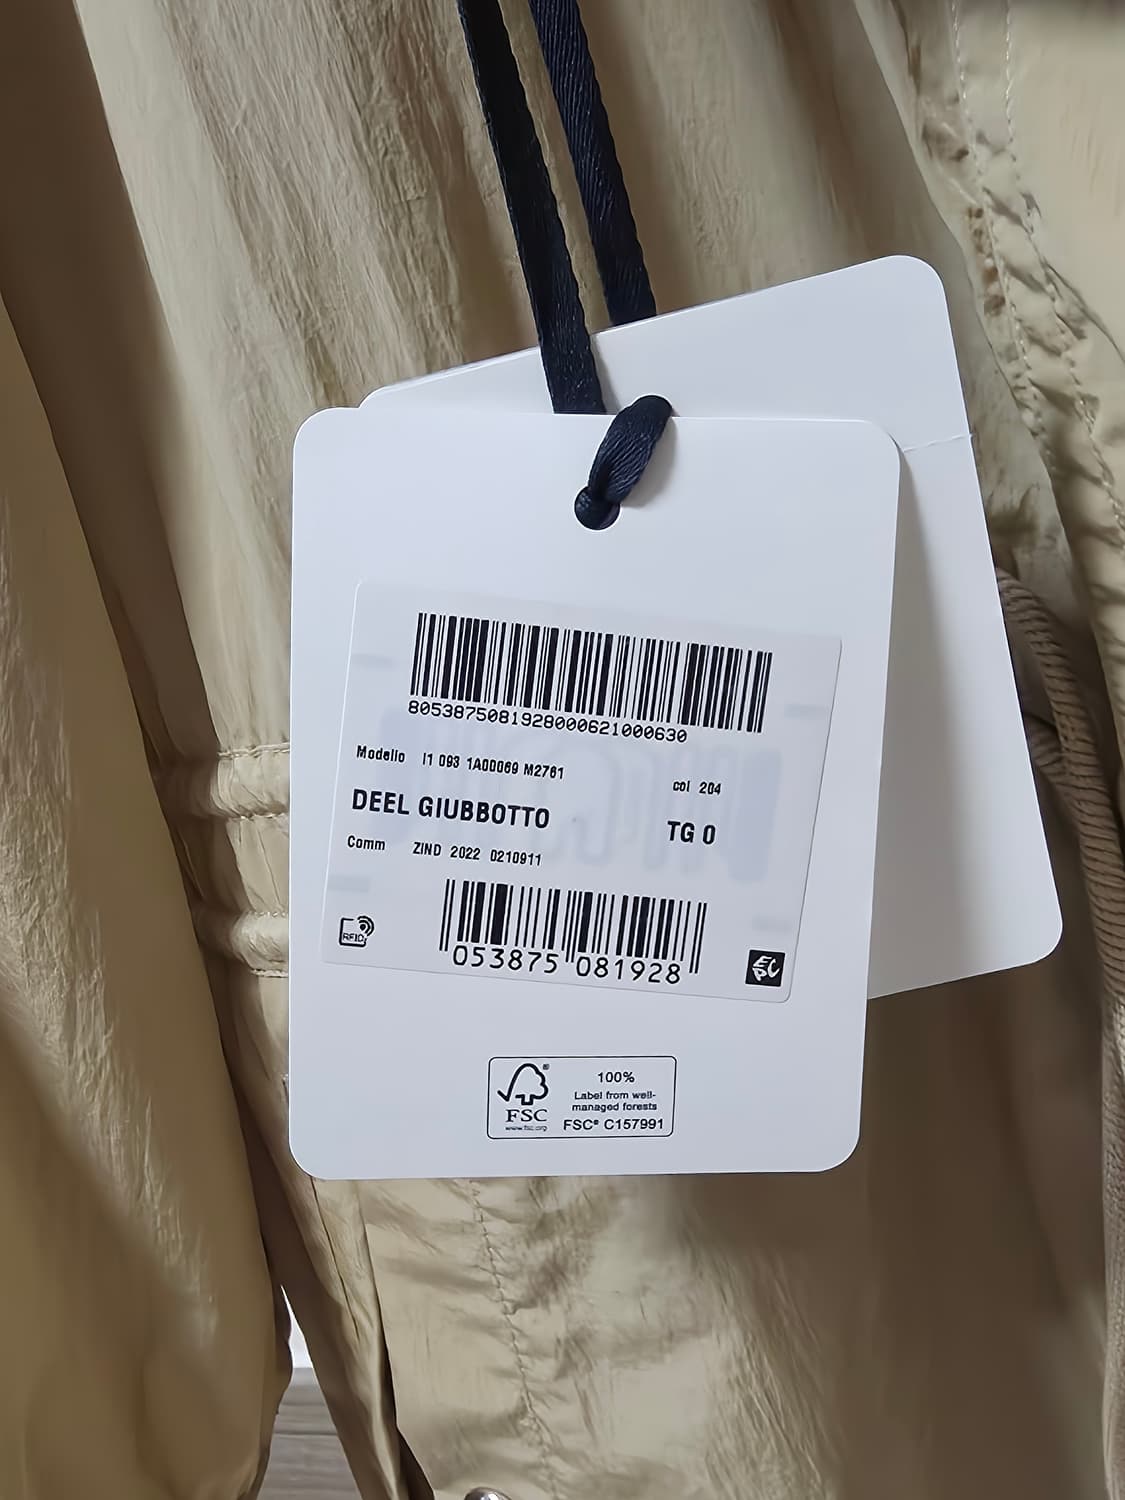 8053875081928000621000630
Modello I1 093 1A00069 M2761
col 204
DEEL GIUBBOTTO
TG 0
Comm ZIND 2022 0210911
RFID
053875 081928
EPC
FSC®
www.fsc.org
100%
Label from well-
managed forests
FSC® C157991